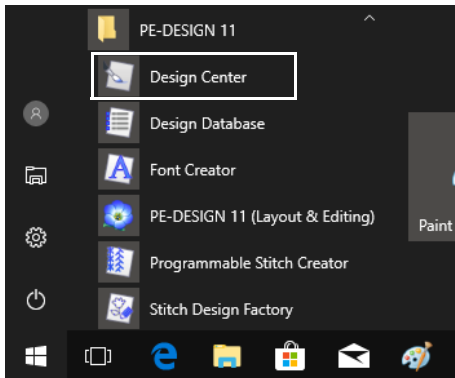 PE-DESIGN 11
Design Center
Design Database
Font Creator
PE-DESIGN 11 (Layout & Editing)
Paint
Programmable Stitch Creator
Stitch Design Factory